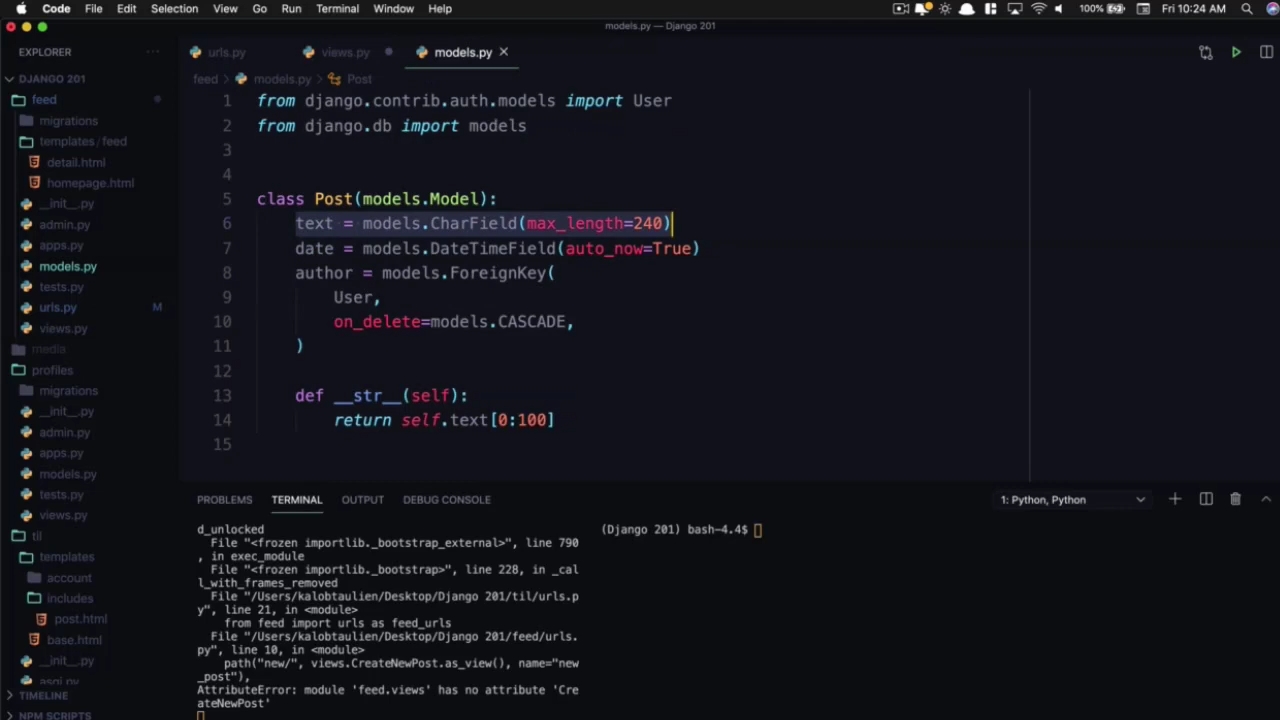 Code File Edit Selection View Go Run Terminal Window Help 100% Fri 10:24 AM
models.py — Django 201
EXPLORER
DJANGO 201
feed
migrations
templates / feed
detail.html
homepage.html
__init__.py
admin.py
apps.py
models.py
tests.py
urls.py M
views.py
media
profiles
migrations
__init__.py
admin.py
apps.py
models.py
tests.py
views.py
til
templates
account
includes
post.html
base.html
__init__.py
asgi.py
TIMELINE
NPM SCRIPTS
urls.py views.py models.py
feed > models.py > Post
1 from django.contrib.auth.models import User
2 from django.db import models
3
4
5 class Post(models.Model):
6 text = models.CharField(max_length=240)
7 date = models.DateTimeField(auto_now=True)
8 author = models.ForeignKey(
9 User,
10 on_delete=models.CASCADE,
11 )
12
13 def __str__(self):
14 return self.text[0:100]
15
PROBLEMS TERMINAL OUTPUT DEBUG CONSOLE 1: Python, Python
d_unlocked
File "<frozen importlib._bootstrap_external>", line 790
, in exec_module
File "<frozen importlib._bootstrap>", line 228, in _cal
l_with_frames_removed
File "/Users/kalobtaulien/Desktop/Django 201/til/urls.p
y", line 21, in <module>
from feed import urls as feed_urls
File "/Users/kalobtaulien/Desktop/Django 201/feed/urls.
py", line 10, in <module>
path("new/", views.CreateNewPost.as_view(), name="new
_post"),
AttributeError: module 'feed.views' has no attribute 'Cre
ateNewPost'
(Django 201) bash-4.4$